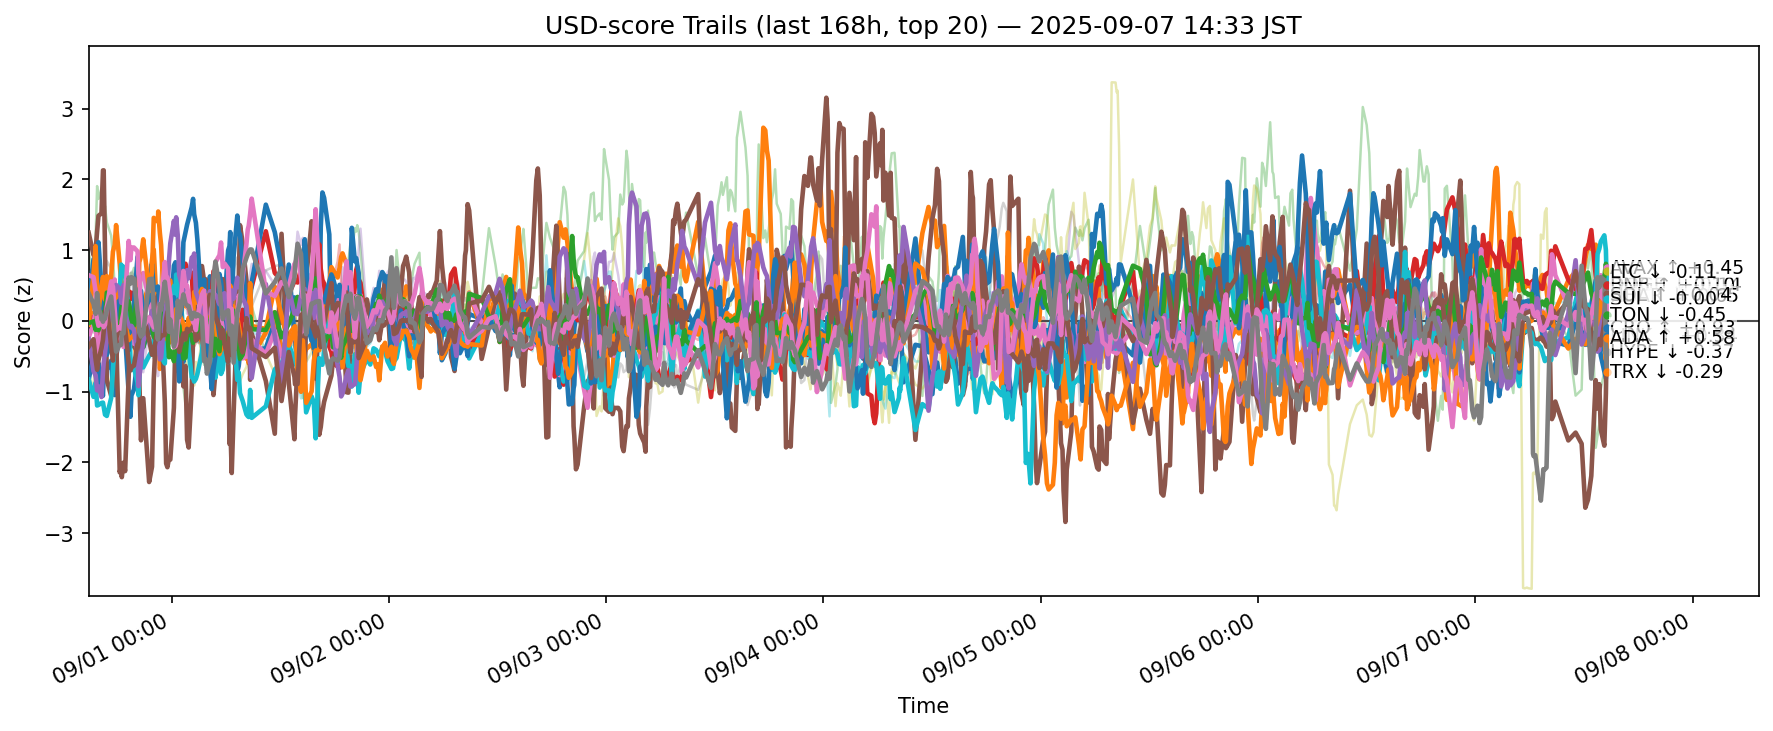 USD-score Trails (last 168h, top 20) — 2025-09-07 14:33 JST
Score (z)
3
2
1
0
−1
−2
−3
↑ +0.45
LTC ↓ -0.11
SUI ↓ -0.00
TON ↓ -0.45
ADA ↑ +0.58
HYPE ↓ -0.37
TRX ↓ -0.29
09/01 00:00
09/02 00:00
09/03 00:00
09/04 00:00
09/05 00:00
09/06 00:00
09/07 00:00
09/08 00:00
Time